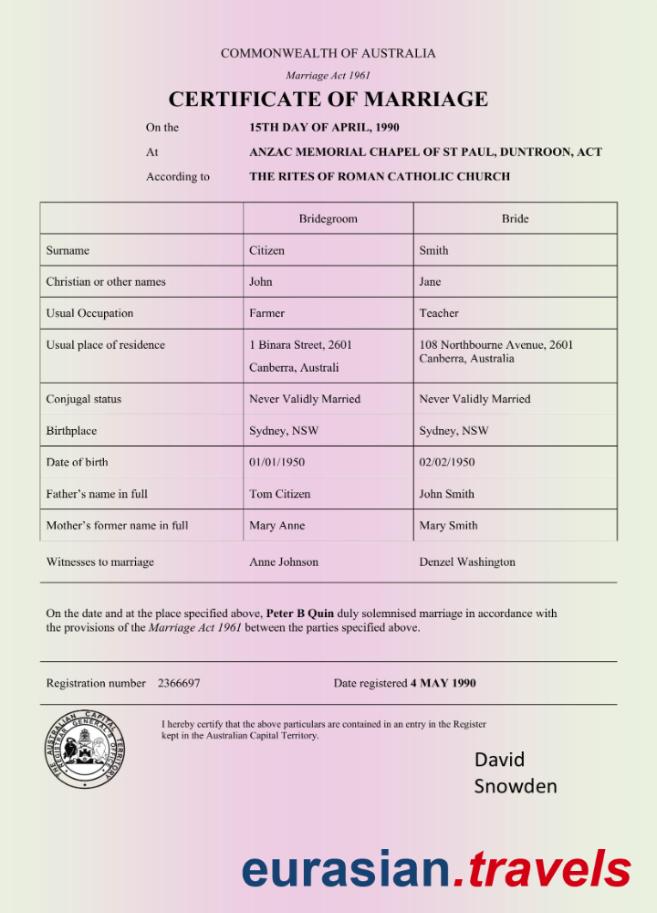 COMMONWEALTH OF AUSTRALIA
Marriage Act 1961
CERTIFICATE OF MARRIAGE
On the 15TH DAY OF APRIL, 1990
At ANZAC MEMORIAL CHAPEL OF ST PAUL, DUNTROON, ACT
According to THE RITES OF ROMAN CATHOLIC CHURCH
Bridegroom Bride
Surname Citizen Smith
Christian or other names John Jane
Usual Occupation Farmer Teacher
Usual place of residence 1 Binara Street, 2601 108 Northbourne Avenue, 2601
Canberra, Australi Canberra, Australia
Conjugal status Never Validly Married Never Validly Married
Birthplace Sydney, NSW Sydney, NSW
Date of birth 01/01/1950 02/02/1950
Father's name in full Tom Citizen John Smith
Mother's former name in full Mary Anne Mary Smith
Witnesses to marriage Anne Johnson Denzel Washington
On the date and at the place specified above, Peter B Quin duly solemnised marriage in accordance with
the provisions of the Marriage Act 1961 between the parties specified above.
Registration number 2366697 Date registered 4 MAY 1990
AUSTRALIAN CAPITAL TERRITORY
THE REGISTRAR GENERAL'S OFFICE
I hereby certify that the above particulars are contained in an entry in the Register
kept in the Australian Capital Territory.
David
Snowden
eurasian.travels